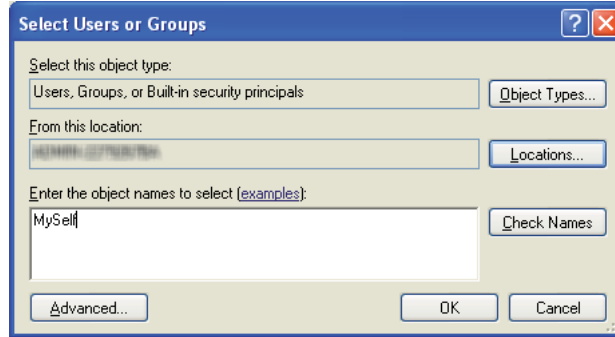 Select Users or Groups
Select this object type:
Users, Groups, or Built-in security principals
Object Types...
From this location:
Locations...
Enter the object names to select (examples):
MySelf
Check Names
Advanced...
OK
Cancel